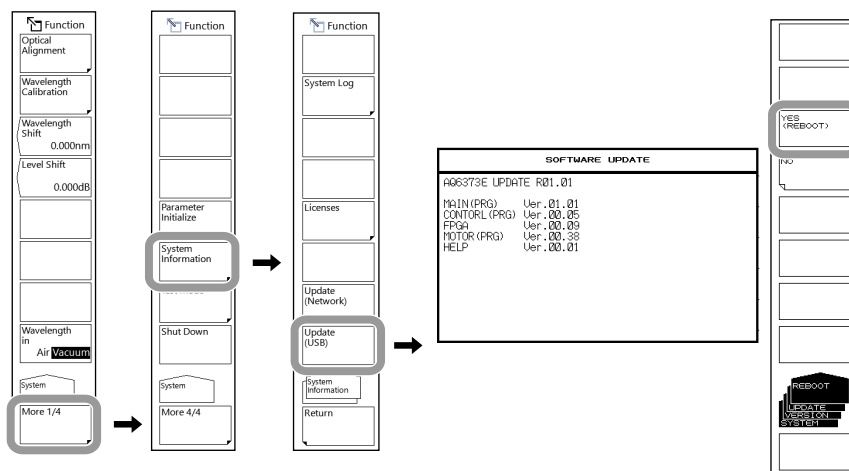 Function
Optical
Alignment
Wavelength
Calibration
Wavelength
Shift
0.000nm
Level Shift
0.000dB
Wavelength
in
Air Vacuum
System
More 1/4
Function
Parameter
Initialize
System
Information
Shut Down
System
More 4/4
Function
System Log
Licenses
Update
(Network)
Update
(USB)
System
Information
Return
SOFTWARE UPDATE
AQ6373E UPDATE R01.01
MAIN(PRG) Ver.01.01
CONTORL(PRG) Ver.00.05
FPGA Ver.00.09
MOTOR(PRG) Ver.00.38
HELP Ver.00.01
YES
(REBOOT)
NO
REBOOT
UPDATE
VERSION
SYSTEM